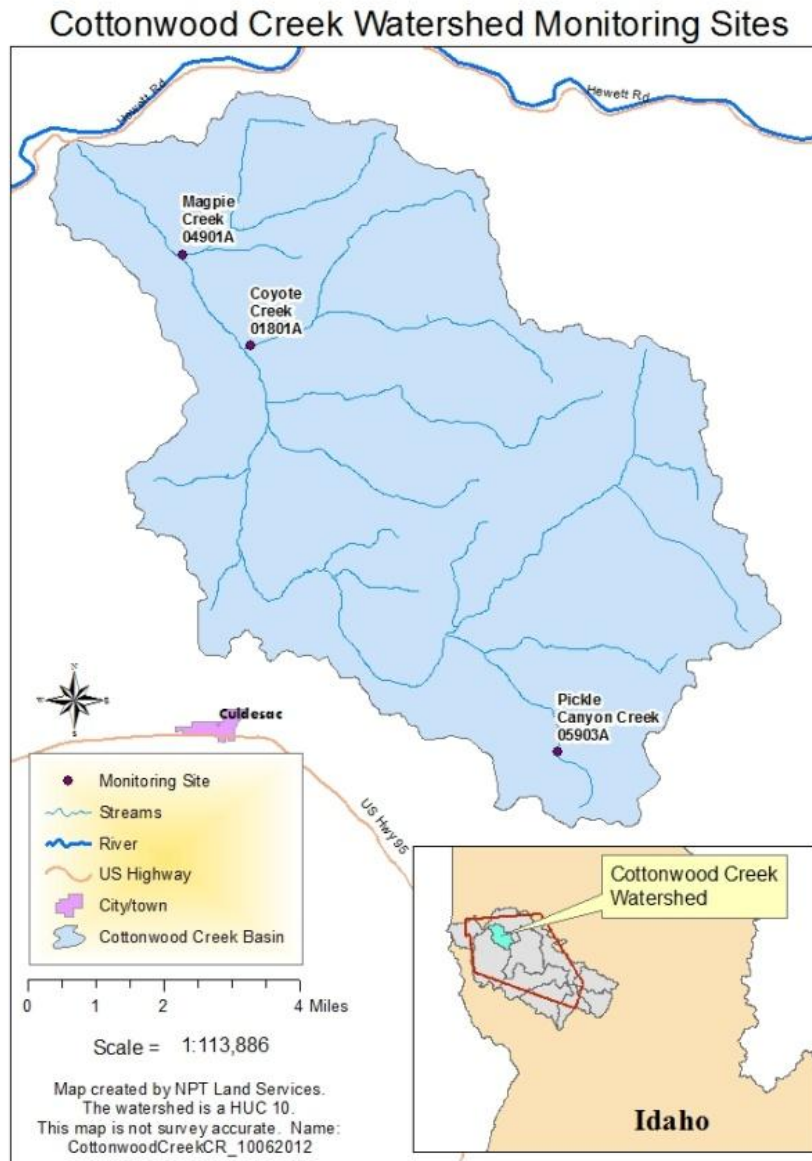 Cottonwood Creek Watershed Monitoring Sites
Hewett Rd
Hewett Rd
Magpie
Creek
04901A
Coyote
Creek
01801A
Pickle
Canyon Creek
05903A
N
S
Culdesac
US Hwy 95
Monitoring Site
Streams
River
US Highway
City/town
Cottonwood Creek Basin
0 1 2 4 Miles
Scale = 1:113,886
Map created by NPT Land Services.
The watershed is a HUC 10.
This map is not survey accurate. Name:
CottonwoodCreekCR_10062012
Cottonwood Creek
Watershed
Idaho